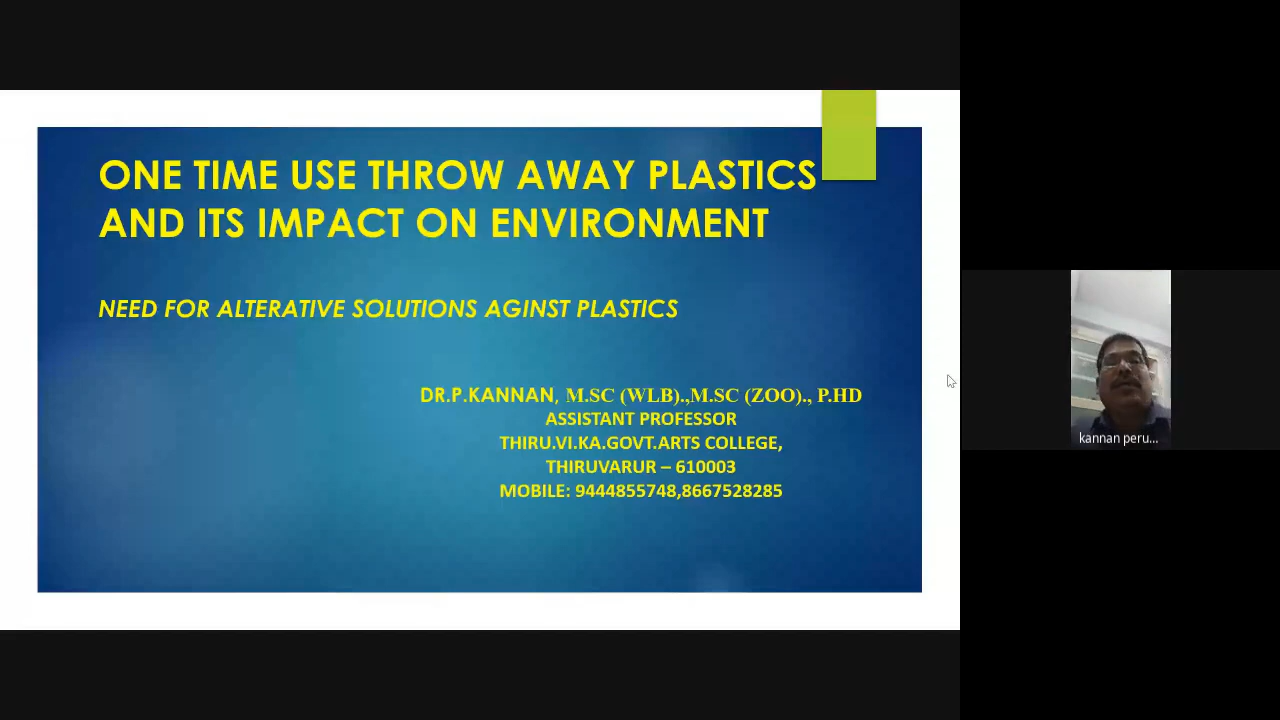 ONE TIME USE THROW AWAY PLASTICS
AND ITS IMPACT ON ENVIRONMENT
NEED FOR ALTERATIVE SOLUTIONS AGINST PLASTICS
DR.P.KANNAN, M.SC (WLB).,M.SC (ZOO)., P.HD
ASSISTANT PROFESSOR
THIRU.VI.KA.GOVT.ARTS COLLEGE,
THIRUVARUR – 610003
MOBILE: 9444855748,8667528285
kannan peru...